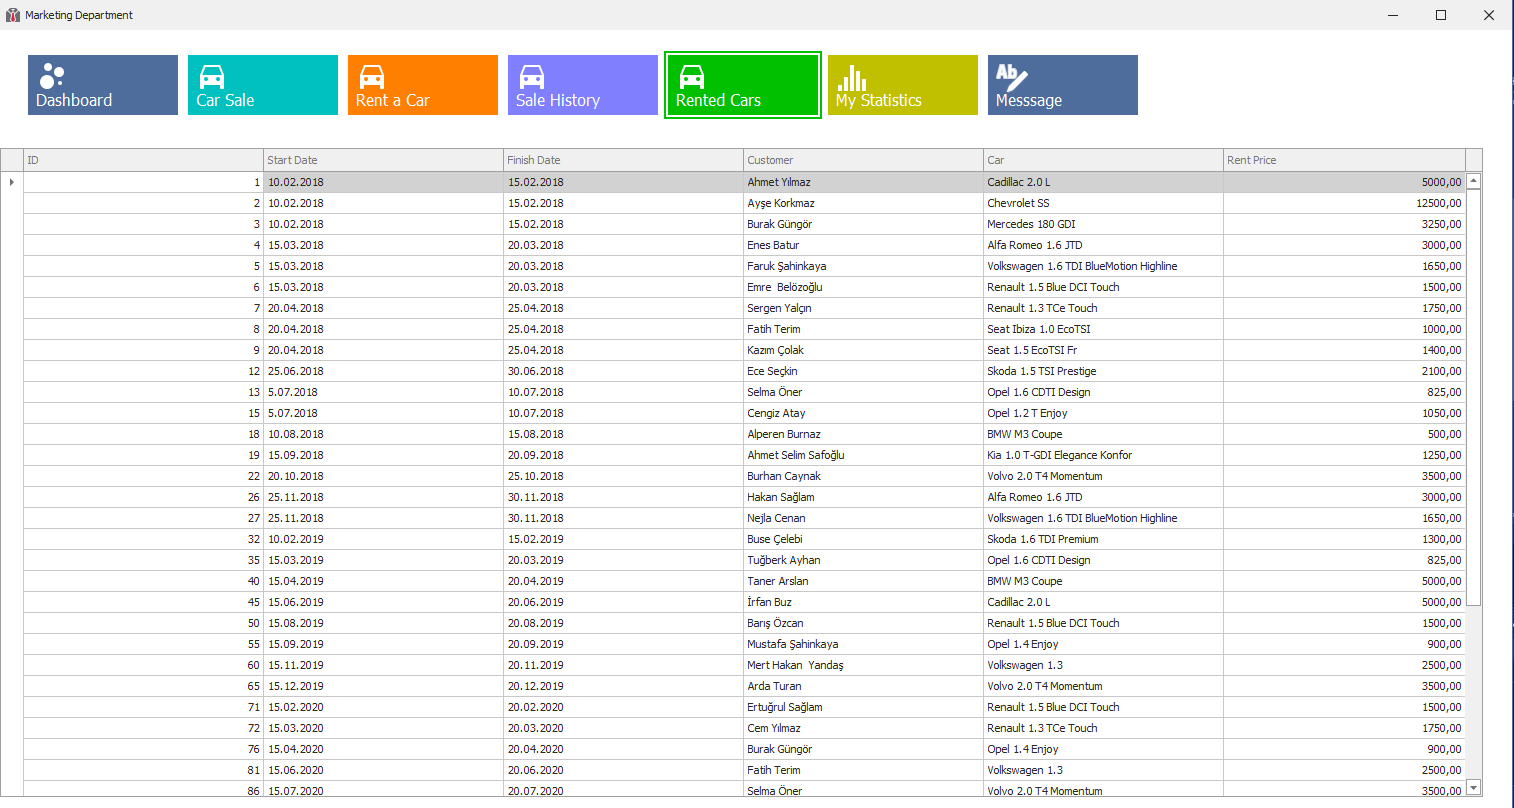 Marketing Department
Dashboard
Car Sale
Rent a Car
Sale History
Rented Cars
My Statistics
Ab
Messsage
ID Start Date Finish Date Customer Car Rent Price
1 10.02.2018 15.02.2018 Ahmet Yılmaz Cadillac 2.0 L 5000,00
2 10.02.2018 15.02.2018 Ayşe Korkmaz Chevrolet SS 12500,00
3 10.02.2018 15.02.2018 Burak Güngör Mercedes 180 GDI 3250,00
4 15.03.2018 20.03.2018 Enes Batur Alfa Romeo 1.6 JTD 3000,00
5 15.03.2018 20.03.2018 Faruk Şahinkaya Volkswagen 1.6 TDI BlueMotion Highline 1650,00
6 15.03.2018 20.03.2018 Emre  Belözoğlu Renault 1.5 Blue DCI Touch 1500,00
7 20.04.2018 25.04.2018 Sergen Yalçın Renault 1.3 TCe Touch 1750,00
8 20.04.2018 25.04.2018 Fatih Terim Seat Ibiza 1.0 EcoTSI 1000,00
9 20.04.2018 25.04.2018 Kazım Çolak Seat 1.5 EcoTSI Fr 1400,00
12 25.06.2018 30.06.2018 Ece Seçkin Skoda 1.5 TSI Prestige 2100,00
13 5.07.2018 10.07.2018 Selma Öner Opel 1.6 CDTI Design 825,00
15 5.07.2018 10.07.2018 Cengiz Atay Opel 1.2 T Enjoy 1050,00
18 10.08.2018 15.08.2018 Alperen Burnaz BMW M3 Coupe 500,00
19 15.09.2018 20.09.2018 Ahmet Selim Safoğlu Kia 1.0 T-GDI Elegance Konfor 1250,00
22 20.10.2018 25.10.2018 Burhan Caynak Volvo 2.0 T4 Momentum 3500,00
26 25.11.2018 30.11.2018 Hakan Sağlam Alfa Romeo 1.6 JTD 3000,00
27 25.11.2018 30.11.2018 Nejla Cenan Volkswagen 1.6 TDI BlueMotion Highline 1650,00
32 10.02.2019 15.02.2019 Buse Çelebi Skoda 1.6 TDI Premium 1300,00
35 15.03.2019 20.03.2019 Tuğberk Ayhan Opel 1.6 CDTI Design 825,00
40 15.04.2019 20.04.2019 Taner Arslan BMW M3 Coupe 5000,00
45 15.06.2019 20.06.2019 İrfan Buz Cadillac 2.0 L 5000,00
50 15.08.2019 20.08.2019 Barış Özcan Renault 1.5 Blue DCI Touch 1500,00
55 15.09.2019 20.09.2019 Mustafa Şahinkaya Opel 1.4 Enjoy 900,00
60 15.11.2019 20.11.2019 Mert Hakan  Yandaş Volkswagen 1.3 2500,00
65 15.12.2019 20.12.2019 Arda Turan Volvo 2.0 T4 Momentum 3500,00
71 15.02.2020 20.02.2020 Ertuğrul Sağlam Renault 1.5 Blue DCI Touch 1500,00
72 15.03.2020 20.03.2020 Cem Yılmaz Renault 1.3 TCe Touch 1750,00
76 15.04.2020 20.04.2020 Burak Güngör Opel 1.4 Enjoy 900,00
81 15.06.2020 20.06.2020 Fatih Terim Volkswagen 1.3 2500,00
86 15.07.2020 20.07.2020 Selma Öner Volvo 2.0 T4 Momentum 3500,00